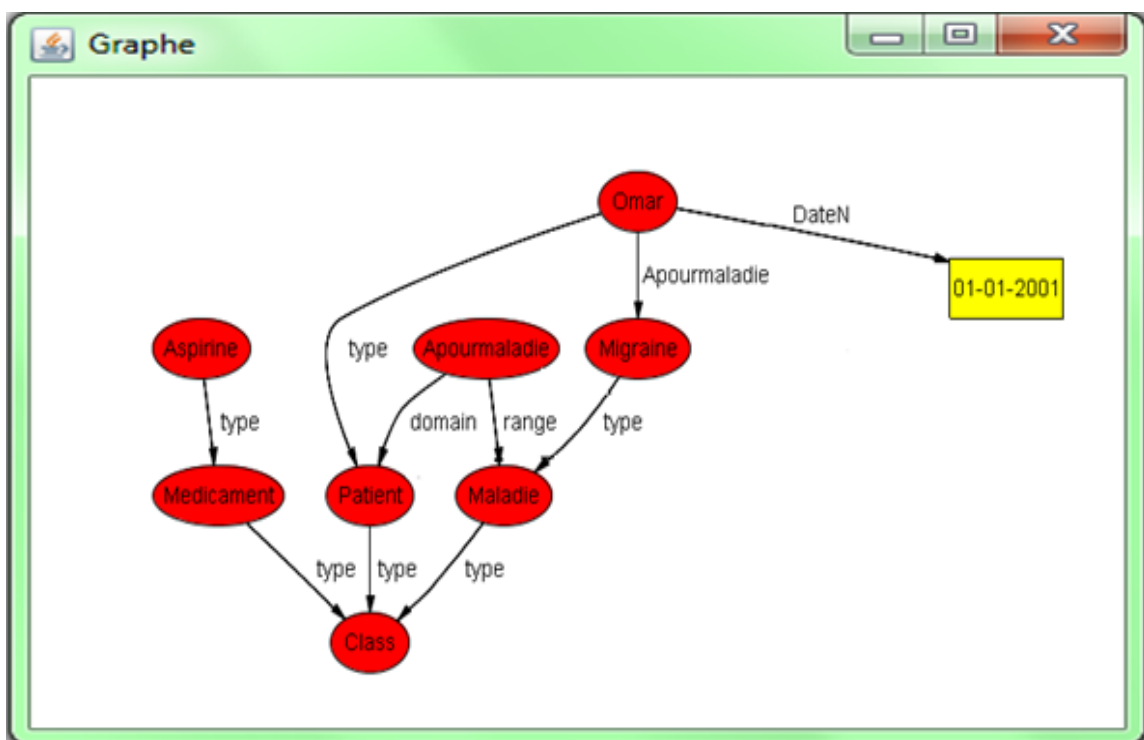 Graphe
Omar
DateN
Apourmaladie
01-01-2001
Aspirine
type
Apourmaladie
Migraine
type
domain
range
type
Medicament
Patient
Maladie
type
type
type
Class